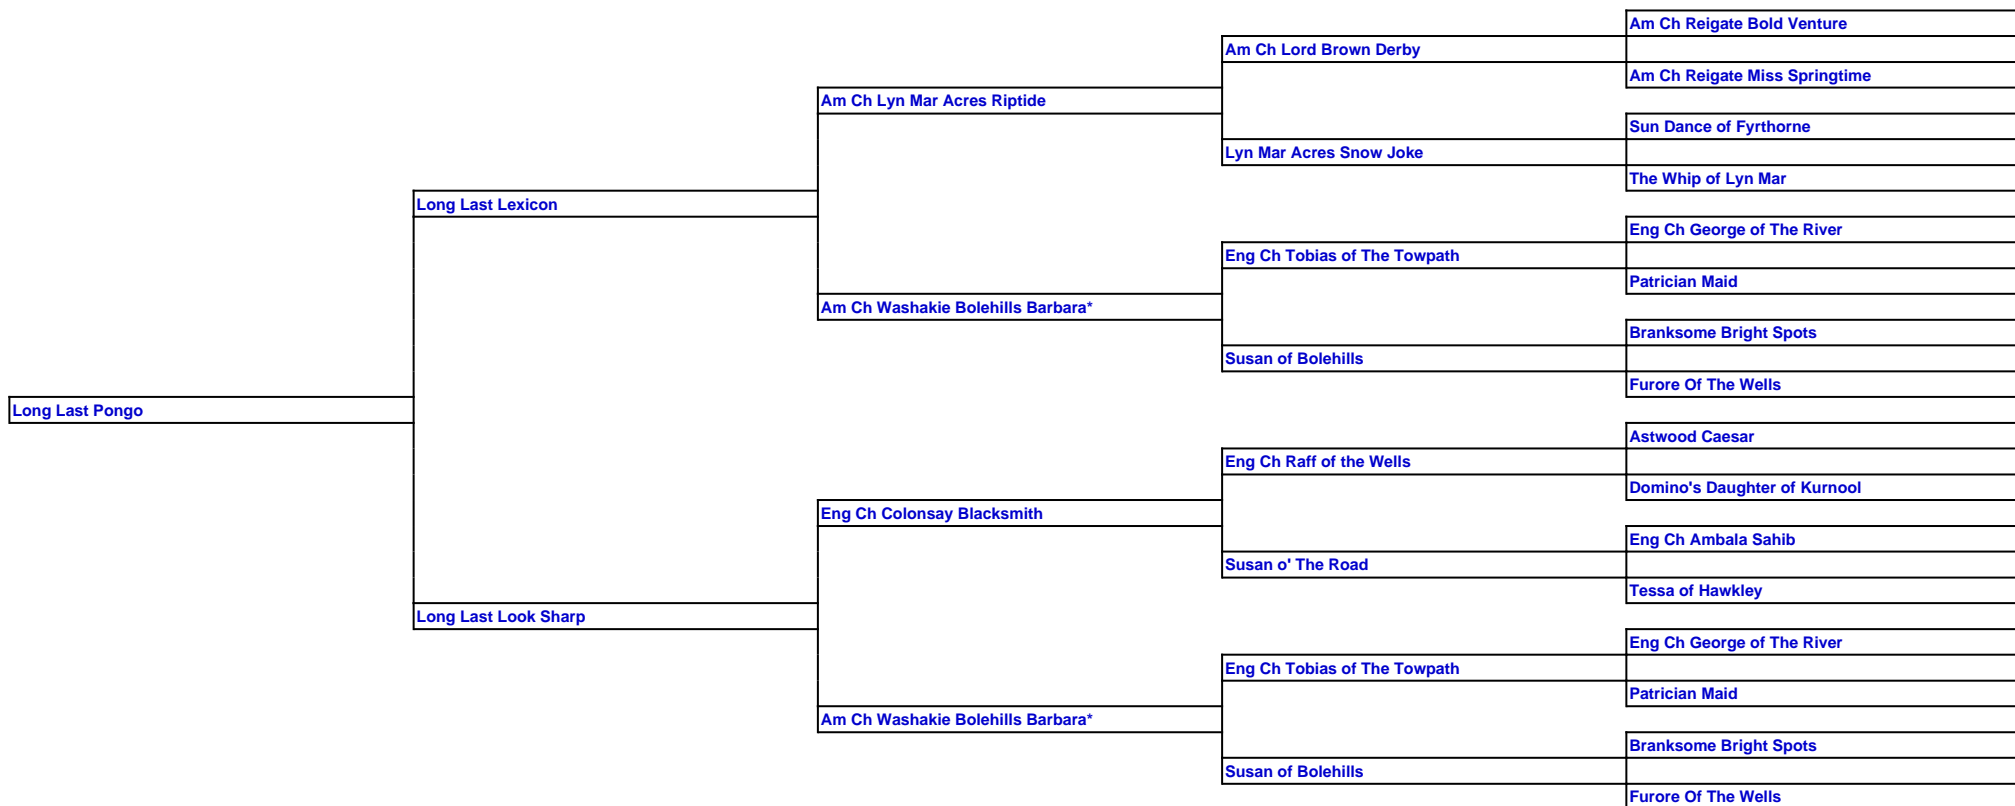 Am Ch Reigate Bold Venture
Am Ch Lord Brown Derby
Am Ch Reigate Miss Springtime
Am Ch Lyn Mar Acres Riptide
Sun Dance of Fyrthorne
Lyn Mar Acres Snow Joke
The Whip of Lyn Mar
Long Last Lexicon
Eng Ch George of The River
Eng Ch Tobias of The Towpath
Patrician Maid
Am Ch Washakie Bolehills Barbara*
Branksome Bright Spots
Susan of Bolehills
Furore Of The Wells
Long Last Pongo
Astwood Caesar
Eng Ch Raff of the Wells
Domino's Daughter of Kurnool
Eng Ch Colonsay Blacksmith
Eng Ch Ambala Sahib
Susan o' The Road
Tessa of Hawkley
Long Last Look Sharp
Eng Ch George of The River
Eng Ch Tobias of The Towpath
Patrician Maid
Am Ch Washakie Bolehills Barbara*
Branksome Bright Spots
Susan of Bolehills
Furore Of The Wells